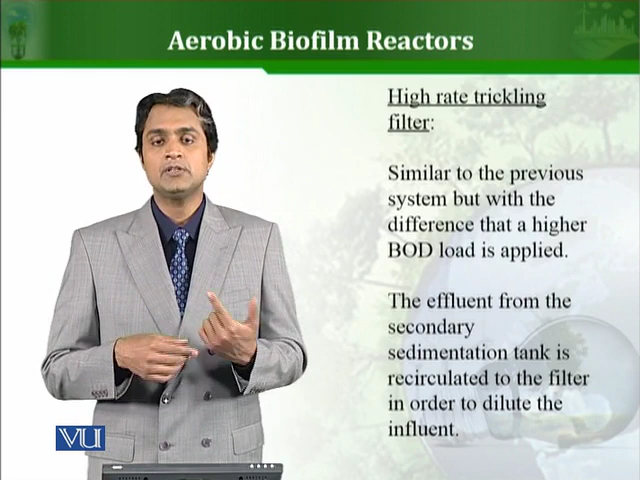 Aerobic Biofilm Reactors
High rate trickling
filter:
Similar to the previous
system but with the
difference that a higher
BOD load is applied.
The effluent from the
secondary
sedimentation tank is
recirculated to the filter
in order to dilute the
influent.
VU